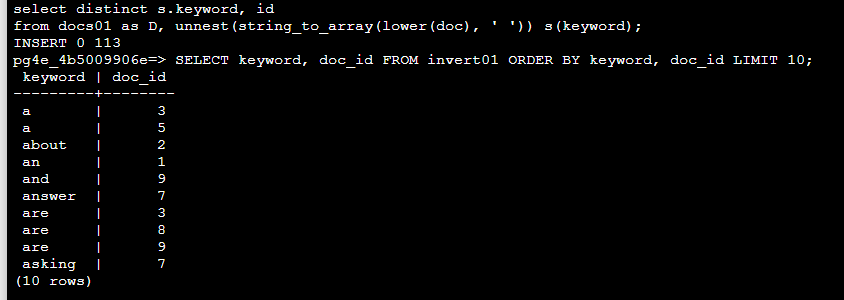 select distinct s.keyword, id
from docs01 as D, unnest(string_to_array(lower(doc), ' ')) s(keyword);
INSERT 0 113
pg4e_4b5009906e=> SELECT keyword, doc_id FROM invert01 ORDER BY keyword, doc_id LIMIT 10;
 keyword | doc_id
---------+--------
 a       |      3
 a       |      5
 about   |      2
 an      |      1
 and     |      9
 answer  |      7
 are     |      3
 are     |      8
 are     |      9
 asking  |      7
(10 rows)